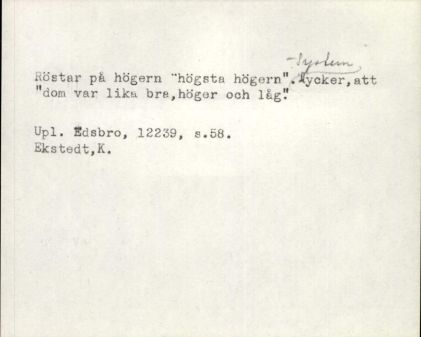 -System
Röstar på högern "högsta högern". Tycker, att
"dom var lika bra,höger och låg".
Upl. Edsbro, 12239, s.58.
Ekstedt,K.